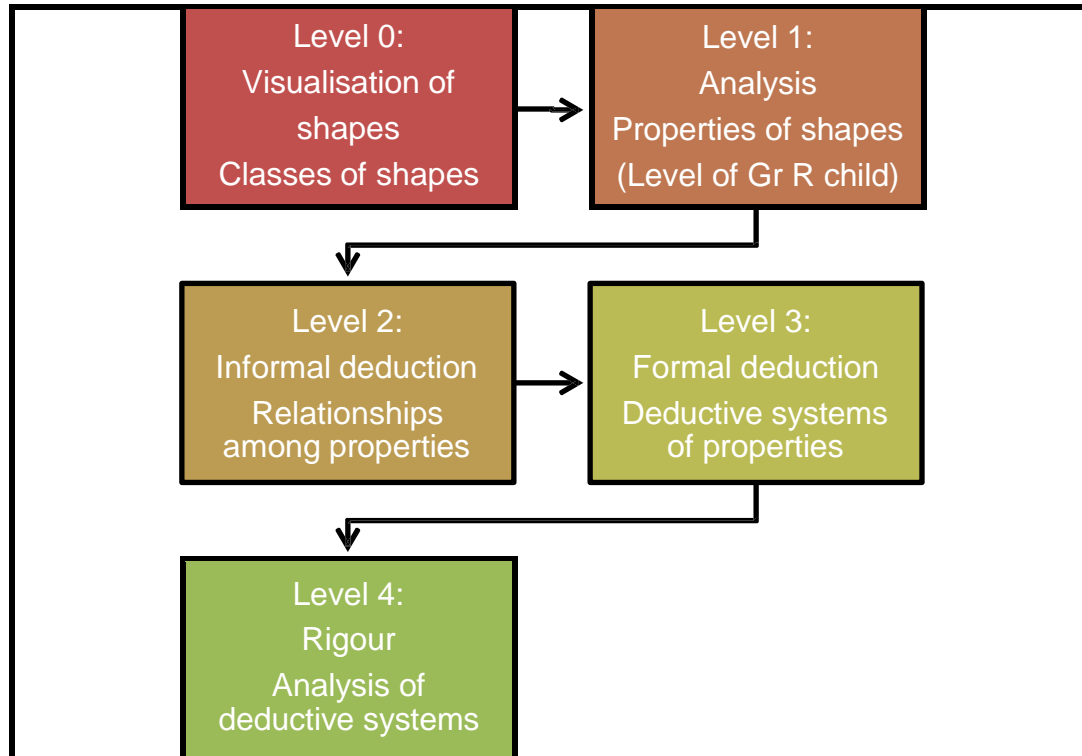 Level 0:
Visualisation of
shapes
Classes of shapes
Level 1:
Analysis
Properties of shapes
(Level of Gr R child)
Level 2:
Informal deduction
Relationships
among properties
Level 3:
Formal deduction
Deductive systems
of properties
Level 4:
Rigour
Analysis of
deductive systems